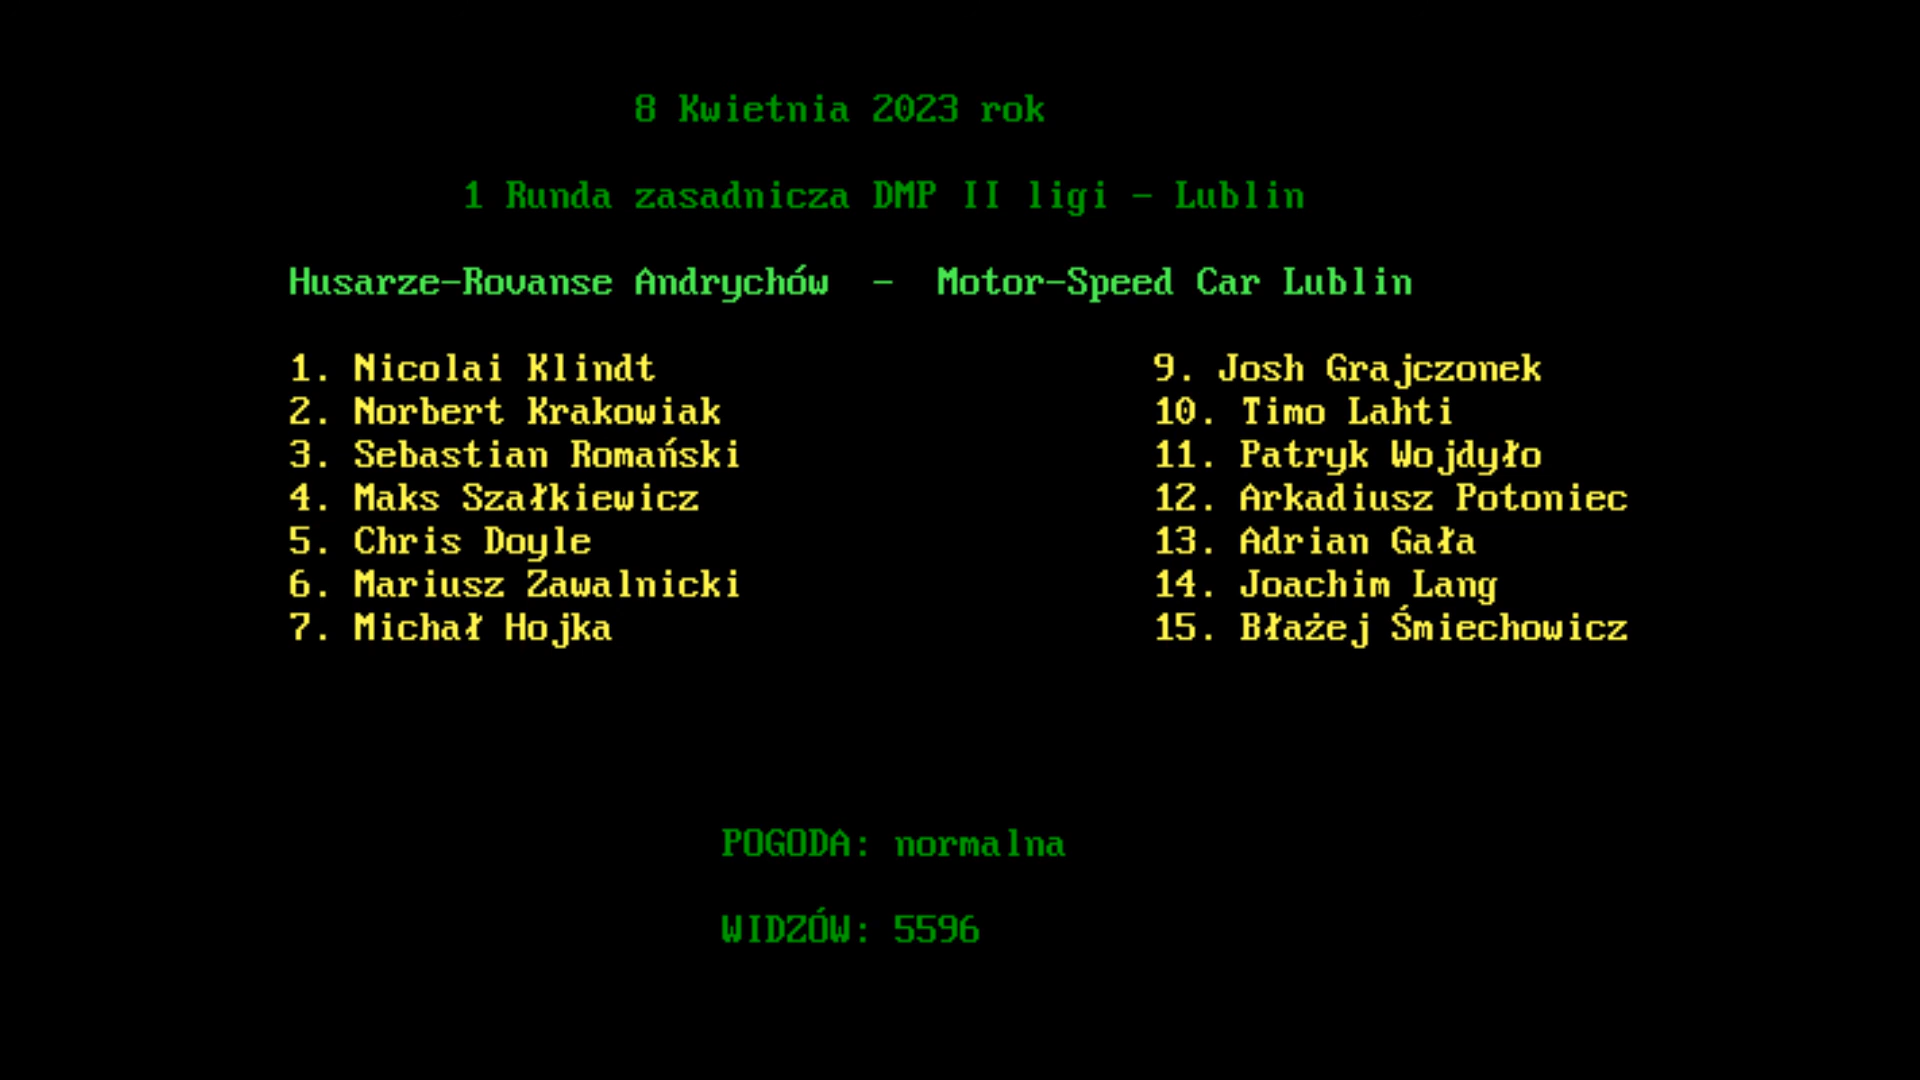 8 Kwietnia 2023 rok
1 Runda zasadnicza DMP II ligi - Lublin
Husarze-Rovanse Andrychów - Motor-Speed Car Lublin
1. Nicolai Klindt
2. Norbert Krakowiak
3. Sebastian Romański
4. Maks Szałkiewicz
5. Chris Doyle
6. Mariusz Zawalnicki
7. Michał Hojka
9. Josh Grajczonek
10. Timo Lahti
11. Patryk Wojdyło
12. Arkadiusz Potoniec
13. Adrian Gała
14. Joachim Lang
15. Błażej Śmiechowicz
POGODA: normalna
WIDZÓW: 5596